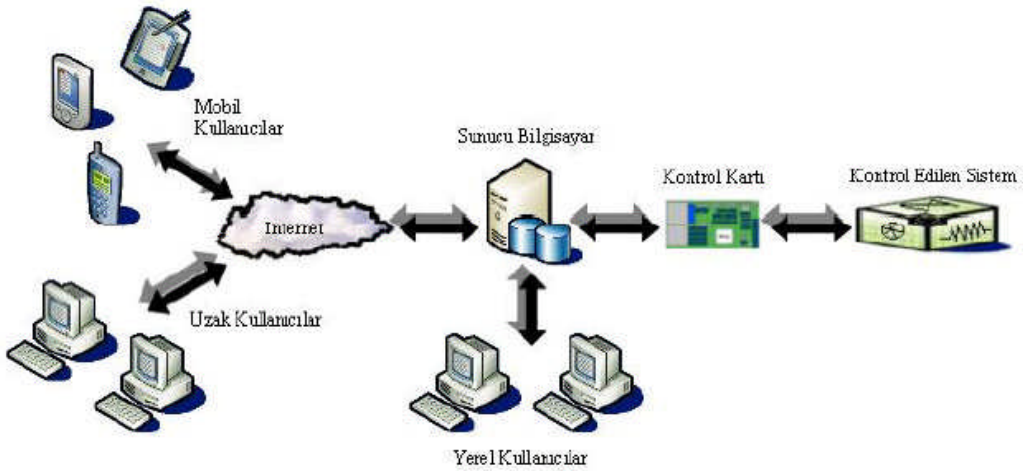 Mobil
Kullanıcılar
Sunucu Bilgisayar
Kontrol Kartı
Kontrol Edilen Sistem
Internet
Uzak Kullanıcılar
Yerel Kullanıcılar